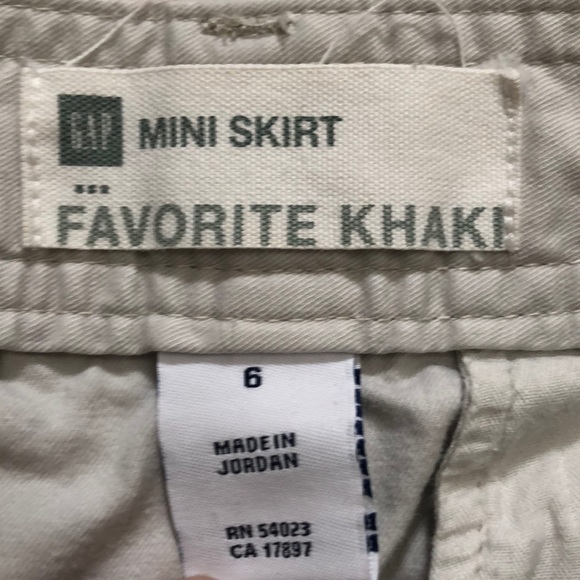 GAP MINI SKIRT
...
FAVORITE KHAKI
6
MADE IN
JORDAN
RN 54023
CA 17897